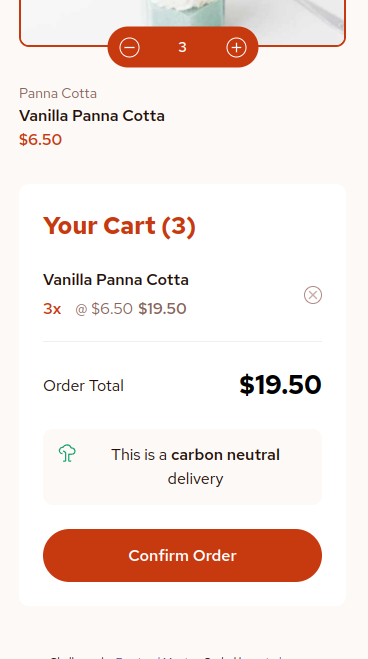 3
Panna Cotta
Vanilla Panna Cotta
$6.50
Your Cart (3)
Vanilla Panna Cotta
3x @ $6.50 $19.50
Order Total $19.50
This is a carbon neutral
delivery
Confirm Order